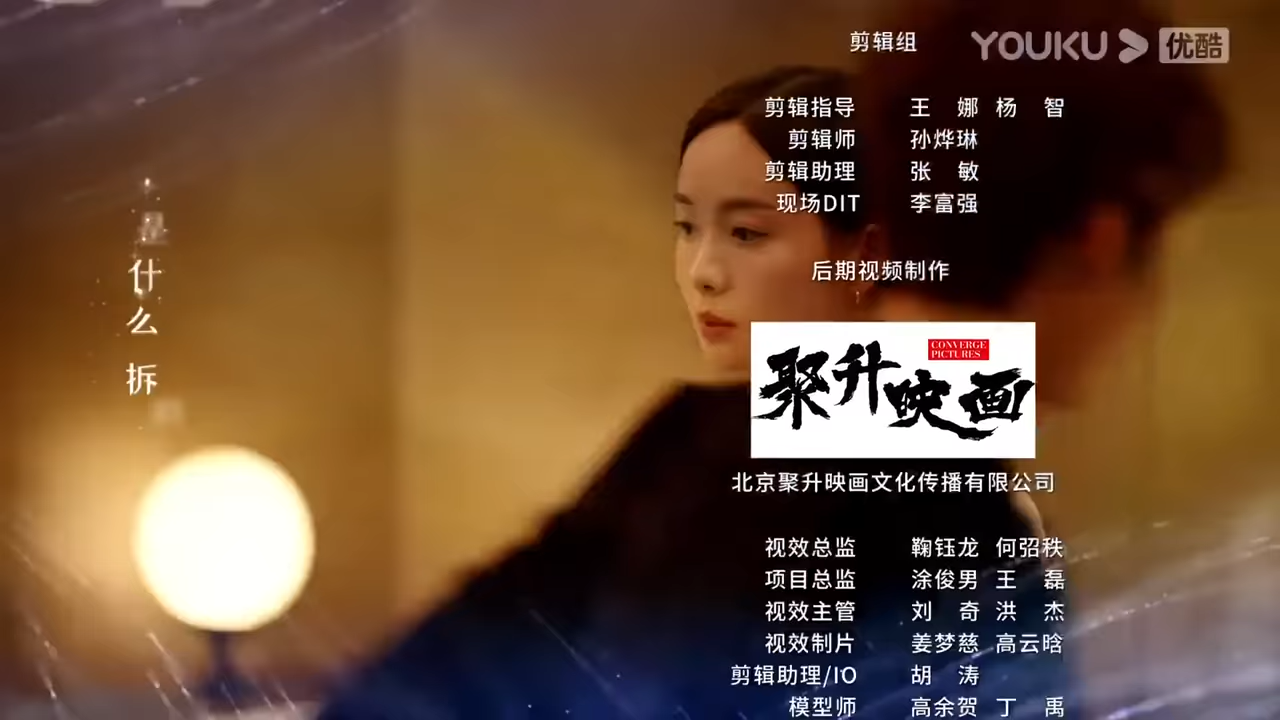 剪辑组
YOUKU 优酷
剪辑指导 王 娜 杨 智
剪辑师 孙烨琳
剪辑助理 张 敏
现场DIT 李富强
后期视频制作
什么 拆
CONVERGE
PICTURES
聚升映画
北京聚升映画文化传播有限公司
视效总监 鞠钰龙 何弨秩
项目总监 涂俊男 王 磊
视效主管 刘 奇 洪 杰
视效制片 姜梦慈 高云晗
剪辑助理/IO 胡 涛
模型师 高余贺 丁 禹